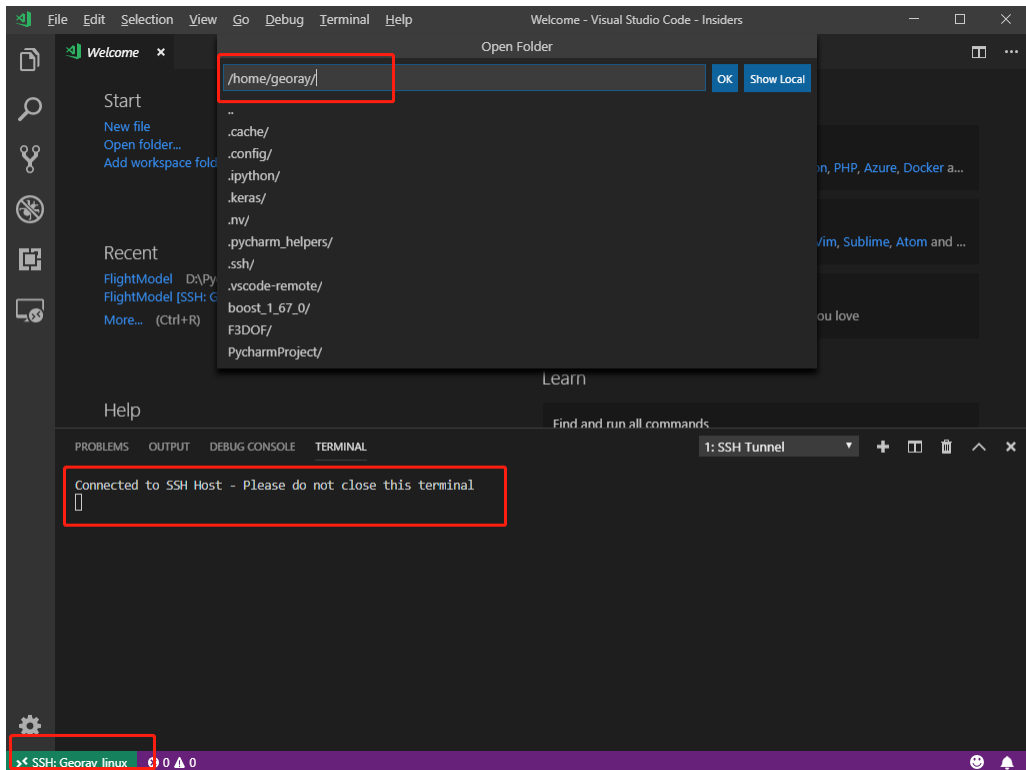 File Edit Selection View Go Debug Terminal Help
Welcome - Visual Studio Code - Insiders
Welcome
Open Folder
/home/georay/
OK
Show Local
..
.cache/
.config/
.ipython/
.keras/
.nv/
.pycharm_helpers/
.ssh/
.vscode-remote/
boost_1_67_0/
F3DOF/
PycharmProject/
Start
New file
Open folder...
Add workspace fold
Recent
FlightModel D:\Py
FlightModel [SSH: G
More... (Ctrl+R)
Help
on, PHP, Azure, Docker a...
Vim, Sublime, Atom and ...
ou love
Learn
Find and run all commands
PROBLEMS OUTPUT DEBUG CONSOLE TERMINAL
1: SSH Tunnel
Connected to SSH Host - Please do not close this terminal
SSH: Georay_linux
0 0